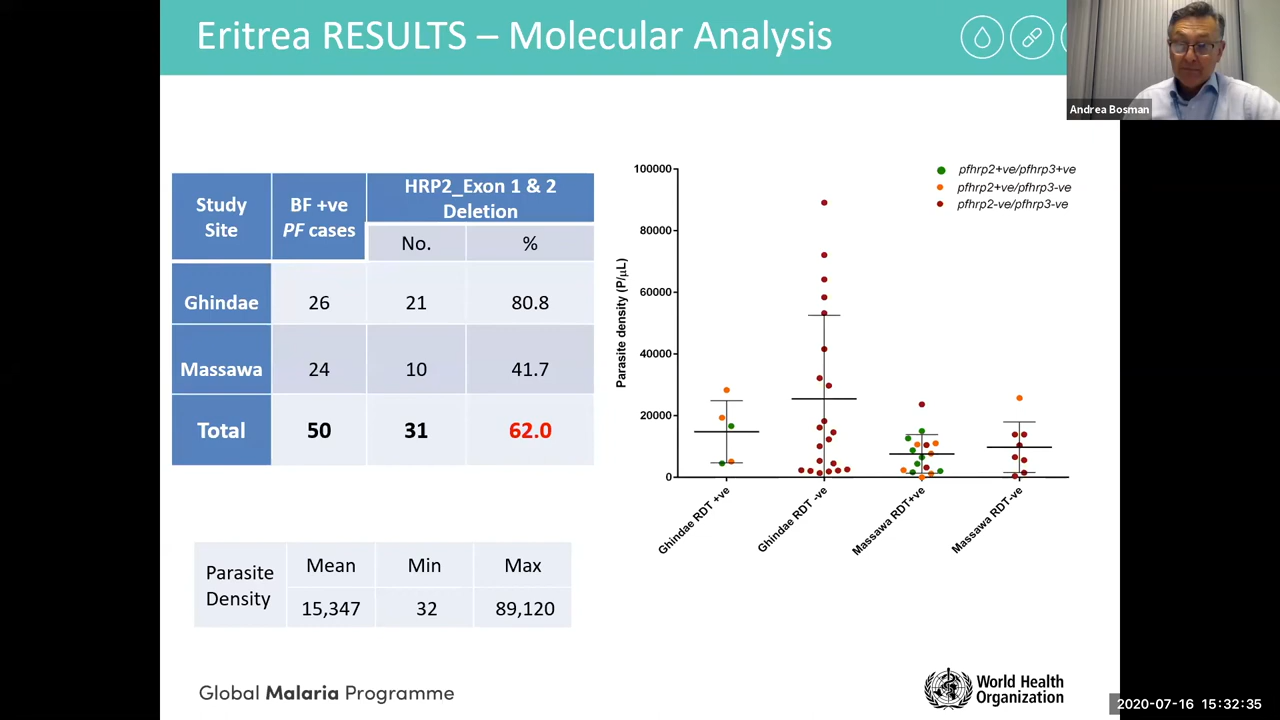 Eritrea RESULTS – Molecular Analysis
Andrea Bosman
Study
Site
BF +ve
PF cases
HRP2_Exon 1 & 2
Deletion
No.
%
Ghindae
26
21
80.8
Massawa
24
10
41.7
Total
50
31
62.0
Parasite
Density
Mean
Min
Max
15,347
32
89,120
Parasite density (P/µL)
100000
80000
60000
40000
20000
0
pfhrp2+ve/pfhrp3+ve
pfhrp2+ve/pfhrp3-ve
pfhrp2-ve/pfhrp3-ve
Ghindae RDT +ve
Ghindae RDT -ve
Massawa RDT+ve
Massawa RDT-ve
Global Malaria Programme
World Health
Organization
2020-07-16 15:32:35